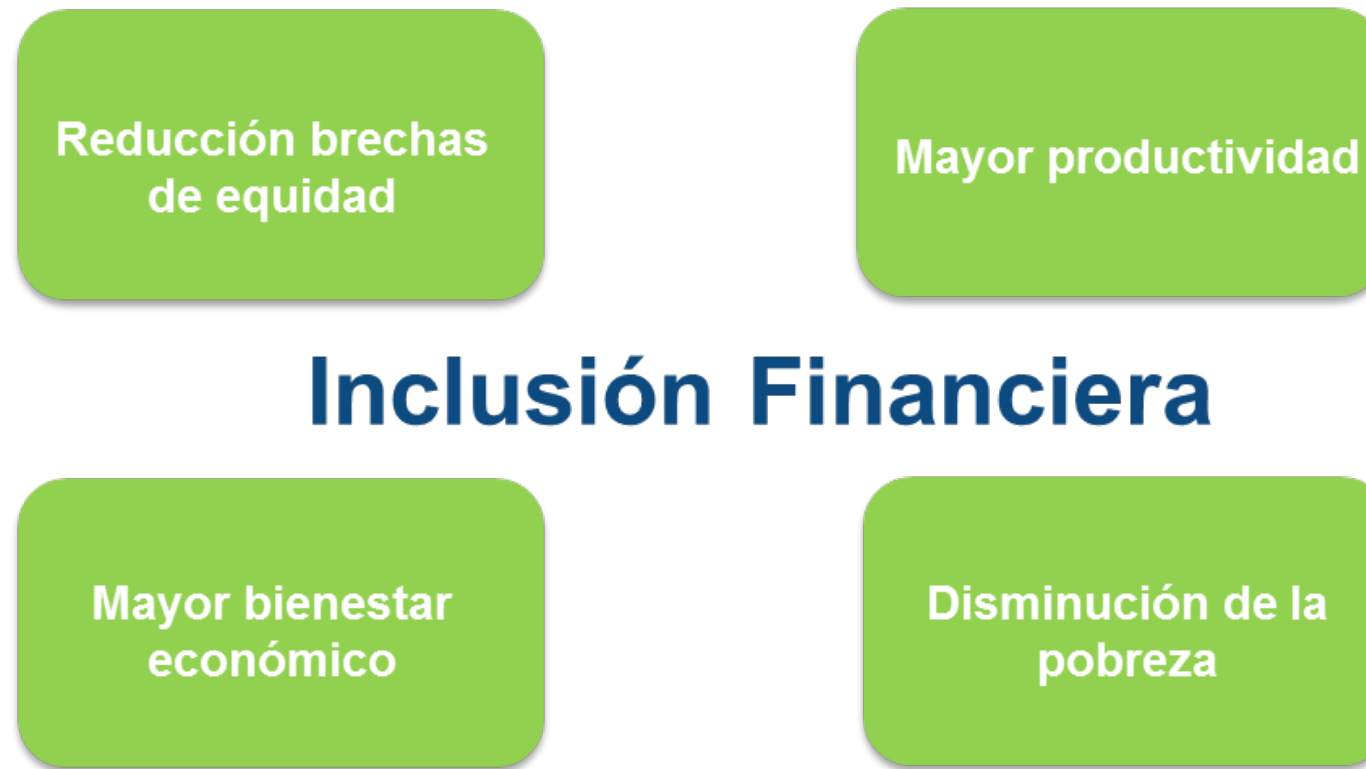 Reducción brechas
de equidad
Mayor productividad
Inclusión Financiera
Mayor bienestar
económico
Disminución de la
pobreza